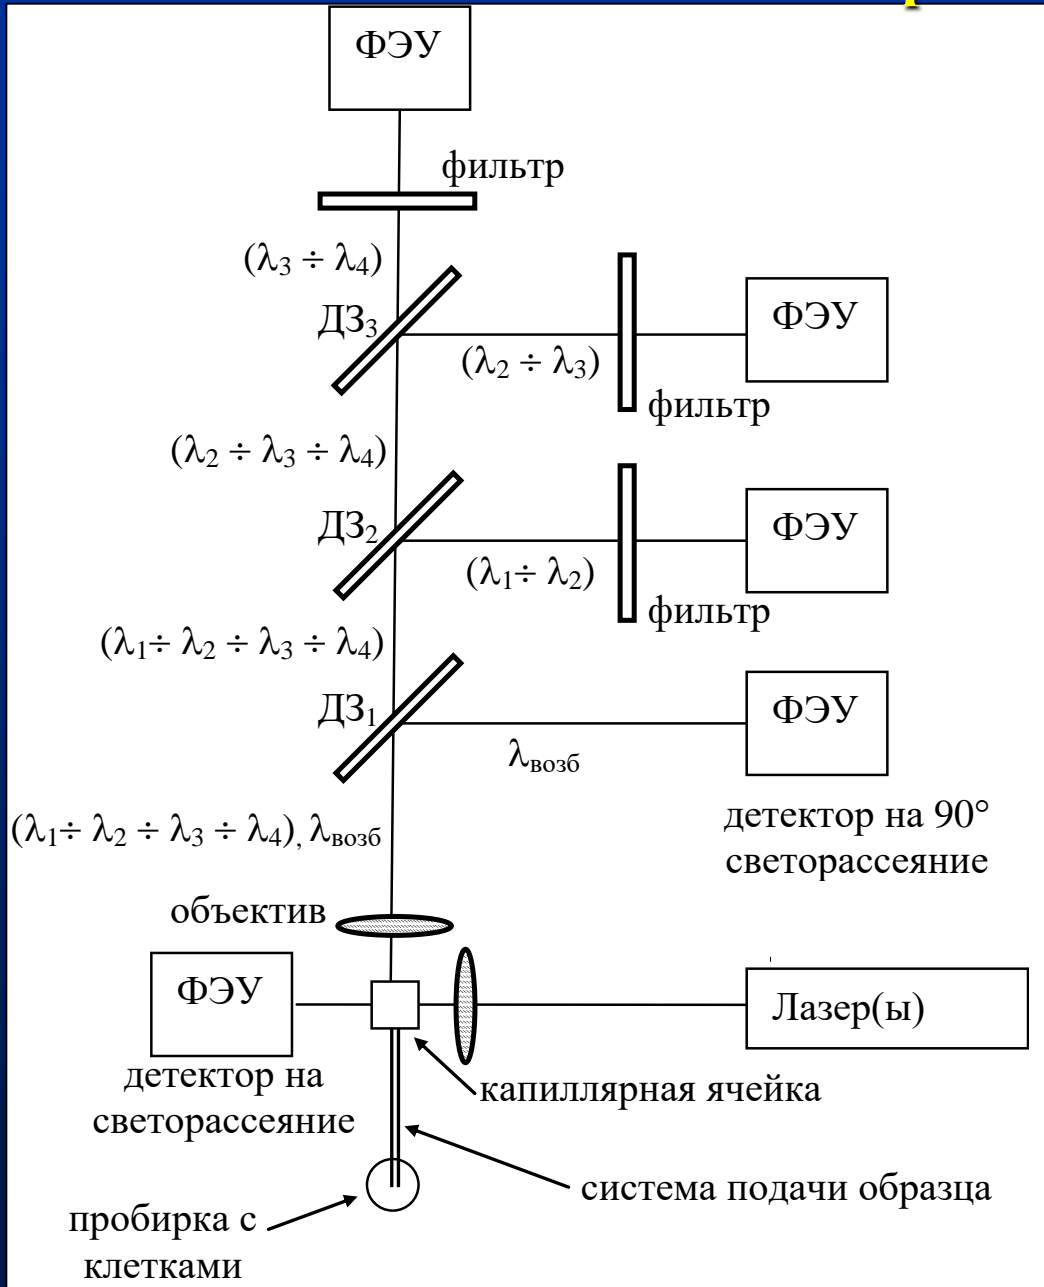 ФЭУ
фильтр
(λ₃ ÷ λ₄)
ДЗ₃
ФЭУ
(λ₂ ÷ λ₃)
фильтр
(λ₂ ÷ λ₃ ÷ λ₄)
ДЗ₂
ФЭУ
(λ₁÷ λ₂)
фильтр
(λ₁÷ λ₂ ÷ λ₃ ÷ λ₄)
ДЗ₁
ФЭУ
λвозб
(λ₁÷ λ₂ ÷ λ₃ ÷ λ₄), λвозб
детектор на 90°
светорассеяние
объектив
ФЭУ
Лазер(ы)
детектор на
светорассеяние
капиллярная ячейка
система подачи образца
пробирка с
клетками